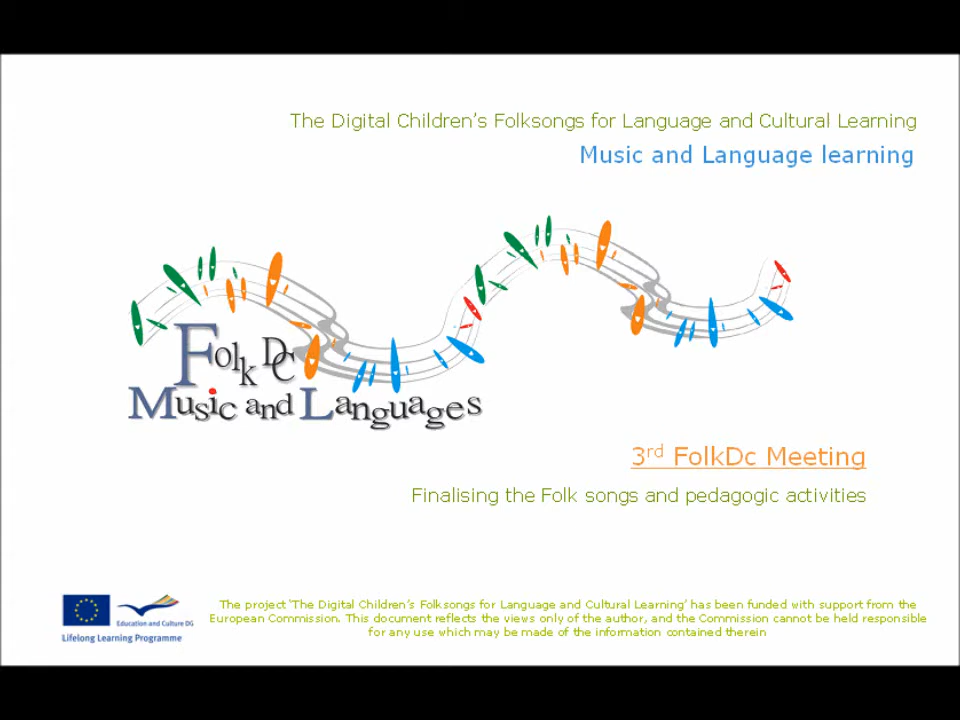 The Digital Children's Folksongs for Language and Cultural Learning
Music and Language learning
Folk DC
Music and Languages
3rd FolkDc Meeting
Finalising the Folk songs and pedagogic activities
Education and Culture DG
Lifelong Learning Programme
The project 'The Digital Children's Folksongs for Language and Cultural Learning' has been funded with support from the
European Commission. This document reflects the views only of the author, and the Commission cannot be held responsible
for any use which may be made of the information contained therein